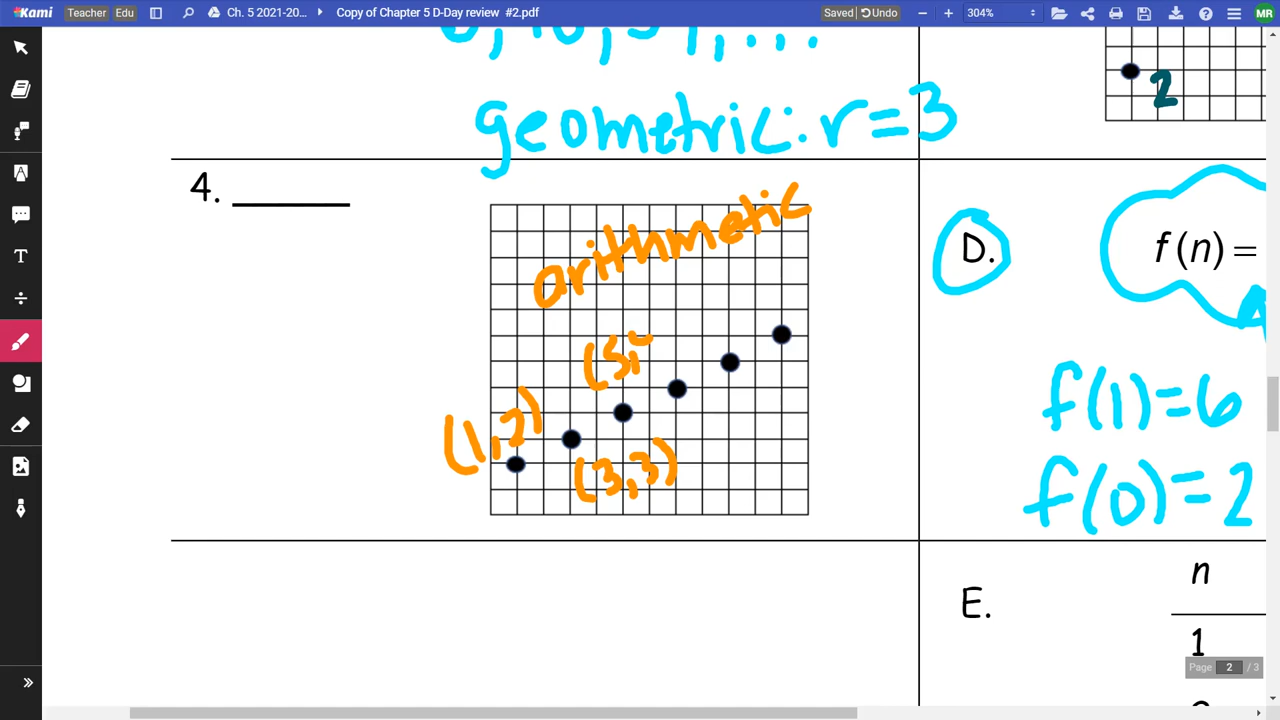 Kami Teacher Edu Ch. 5 2021-20... Copy of Chapter 5 D-Day review #2.pdf Saved Undo 304% MR
geometric: r=3
2
4.
arithmetic
D.
f(n) =
(5,
(1,2)
(3,3)
f(1)=6
f(0)=2
E.
n
1
Page 2 / 3